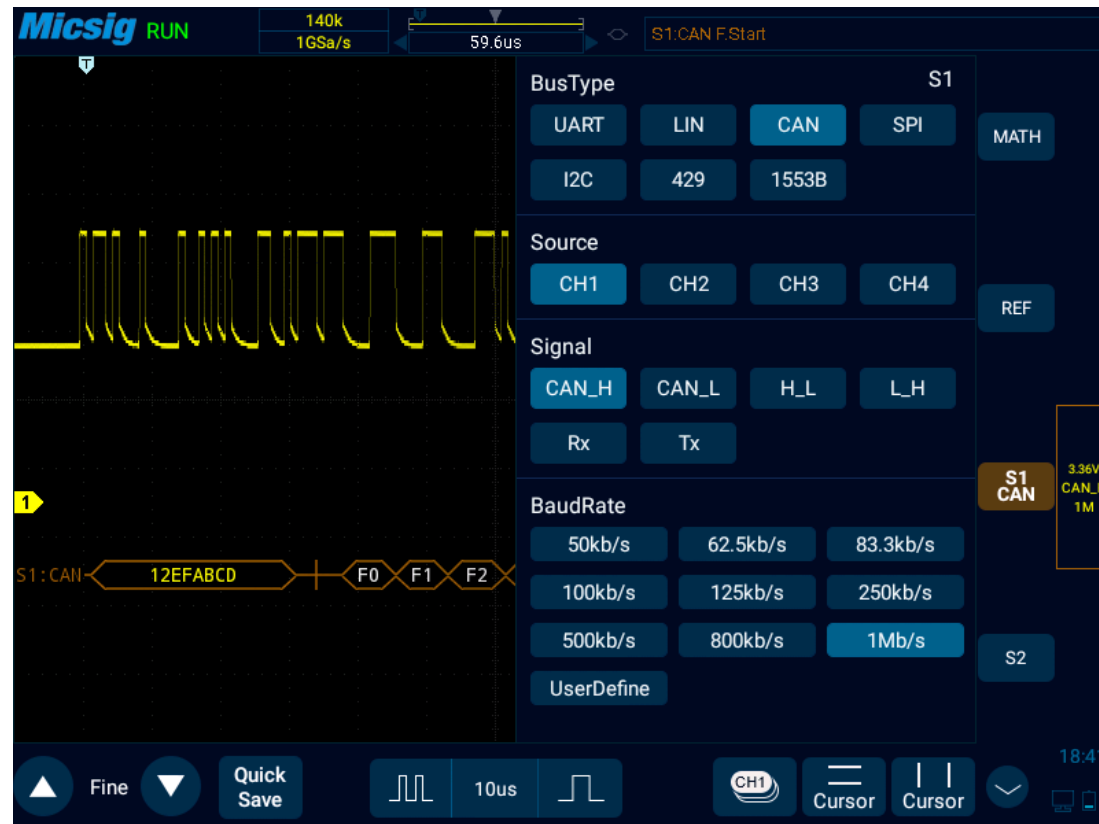 Micsig RUN 140k 1GSa/s 59.6us S1:CAN F.Start
T
BusType S1
UART LIN CAN SPI
I2C 429 1553B
MATH
Source
CH1 CH2 CH3 CH4
REF
Signal
CAN_H CAN_L H_L L_H
Rx Tx
S1
CAN
3.36V
CAN_
1M
1
BaudRate
50kb/s 62.5kb/s 83.3kb/s
S1:CAN 12EFABCD F0 F1 F2
100kb/s 125kb/s 250kb/s
500kb/s 800kb/s 1Mb/s
S2
UserDefine
Fine
Quick
Save
10us
CH1
Cursor
Cursor
18:4